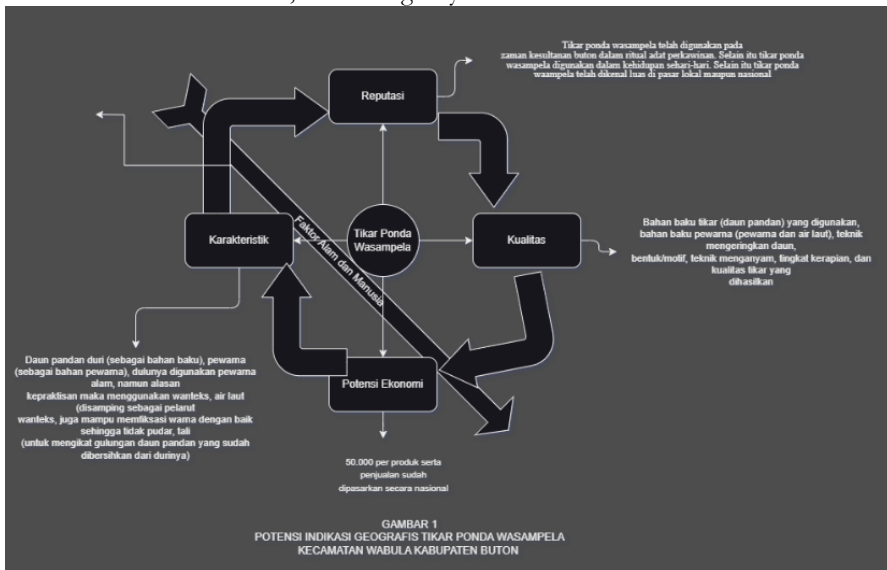 Tikar ponda wasampela telah digunakan pada
zaman kesultanan buton dalam ritual adat perkawinan. Selain itu tikar ponda
wasampela digunakan dalam kehidupan sehari-hari. Selain itu tikar ponda
waampela telah dikenal luas di pasar lokal maupun nasional
Reputasi
Karakteristik
Tikar Ponda
Wasampela
Kualitas
Faktor Alam dan Manusia
Bahan baku tikar (daun pandan) yang digunakan,
bahan baku pewarna (pewarna dan air laut), teknik
mengeringkan daun,
bentuk/motif, teknik menganyam, tingkat kerapian, dan
kualitas tikar yang
dihasilkan
Daun pandan duri (sebagai bahan baku), pewarna
(sebagai bahan pewarna), dulunya digunakan pewarna
alam, namun alasan
kepraktisan maka menggunakan wanteks, air laut
(disamping sebagai pelarut
wanteks, juga mampu memfiksasi warna dengan baik
sehingga tidak pudar, tali
(untuk mengikat gulungan daun pandan yang sudah
dibersihkan dari durinya)
Potensi Ekonomi
50.000 per produk serta
penjualan sudah
dipasarkan secara nasional
GAMBAR 1
POTENSI INDIKASI GEOGRAFIS TIKAR PONDA WASAMPELA
KECAMATAN WABULA KABUPATEN BUTON